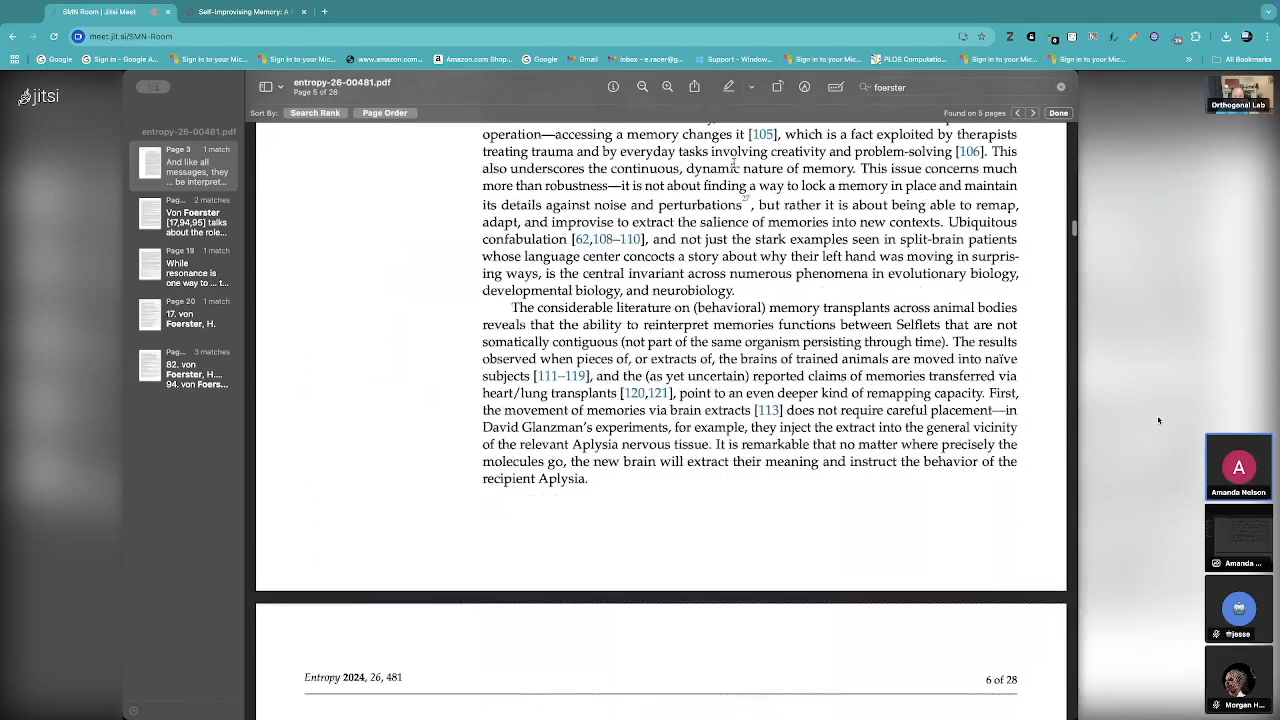 SMN Room | Jitsi Meet
Self-Improvising Memory: A
meet.jit.si/SMN-Room
Google
Sign in - Google A...
Sign in to your Mic...
Sign in to your Mic...
www.amazon.com...
Amazon.com Shop...
Google
Gmail
Inbox - e.racer@g...
Support - Window...
Sign in to your Mic...
PLOS Computatio...
Sign in to your Mic...
Sign in to your Mic...
All Bookmarks
jitsi
entropy-26-00481.pdf
Page 5 of 28
foerster
Sort By:
Search Rank
Page Order
Found on 5 pages
Done
entropy-26-00481.pdf
Page 3 1 match
And like all
messages, they
... be interpret...
Pag... 2 matches
Von Foerster
[17,94,95] talks
about the role...
Page 19 1 match
While
resonance is
one way to ... t...
Page 20 1 match
17. von
Foerster, H.
Pag... 3 matches
82. von
Foerster, H....
94. von Foers...
operation—accessing a memory changes it [105], which is a fact exploited by therapists
treating trauma and by everyday tasks involving creativity and problem-solving [106]. This
also underscores the continuous, dynamic nature of memory. This issue concerns much
more than robustness—it is not about finding a way to lock a memory in place and maintain
its details against noise and perturbations, but rather it is about being able to remap,
adapt, and improvise to extract the salience of memories into new contexts. Ubiquitous
confabulation [62,108–110], and not just the stark examples seen in split-brain patients
whose language center concocts a story about why their left hand was moving in surpris-
ing ways, is the central invariant across numerous phenomena in evolutionary biology,
developmental biology, and neurobiology.
The considerable literature on (behavioral) memory transplants across animal bodies
reveals that the ability to reinterpret memories functions between Selflets that are not
somatically contiguous (not part of the same organism persisting through time). The results
observed when pieces of, or extracts of, the brains of trained animals are moved into naïve
subjects [111–119], and the (as yet uncertain) reported claims of memories transferred via
heart/lung transplants [120,121], point to an even deeper kind of remapping capacity. First,
the movement of memories via brain extracts [113] does not require careful placement—in
David Glanzman's experiments, for example, they inject the extract into the general vicinity
of the relevant Aplysia nervous tissue. It is remarkable that no matter where precisely the
molecules go, the new brain will extract their meaning and instruct the behavior of the
recipient Aplysia.
Entropy 2024, 26, 481
6 of 28
Orthogonal Lab
A
Amanda Nelson
Amanda ...
jesse
Morgan H...